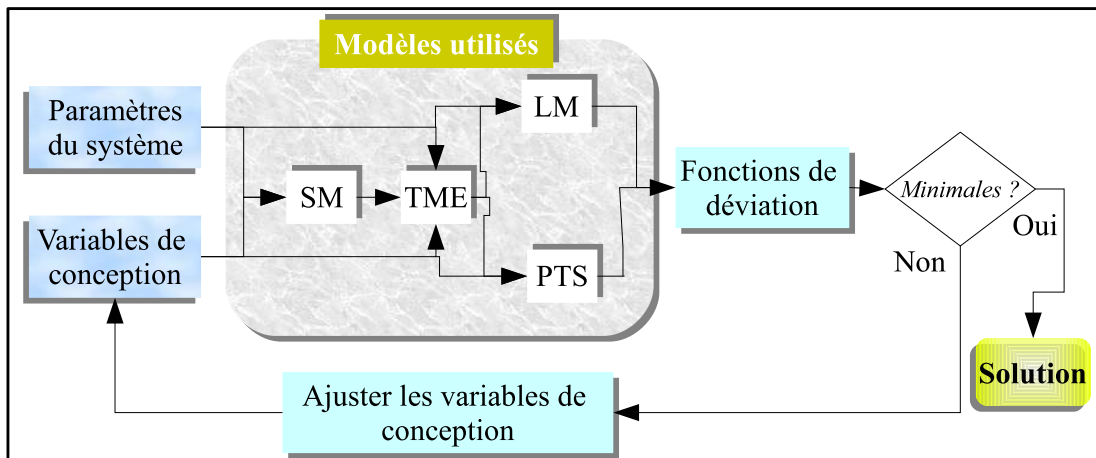 Modèles utilisés
Paramètres
du système
LM
SM
TME
Fonctions de
déviation
Minimales ?
Oui
Non
Variables de
conception
PTS
Solution
Ajuster les variables de
conception